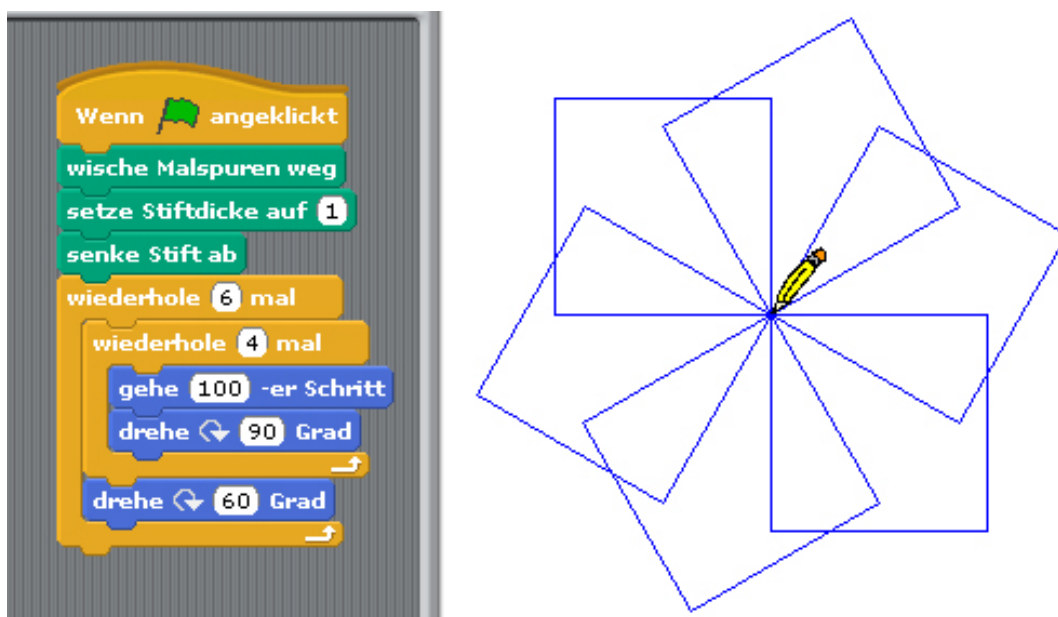 Wenn angeklickt
wische Malspuren weg
setze Stiftdicke auf 1
senke Stift ab
wiederhole 6 mal
wiederhole 4 mal
gehe 100 -er Schritt
drehe 90 Grad
drehe 60 Grad